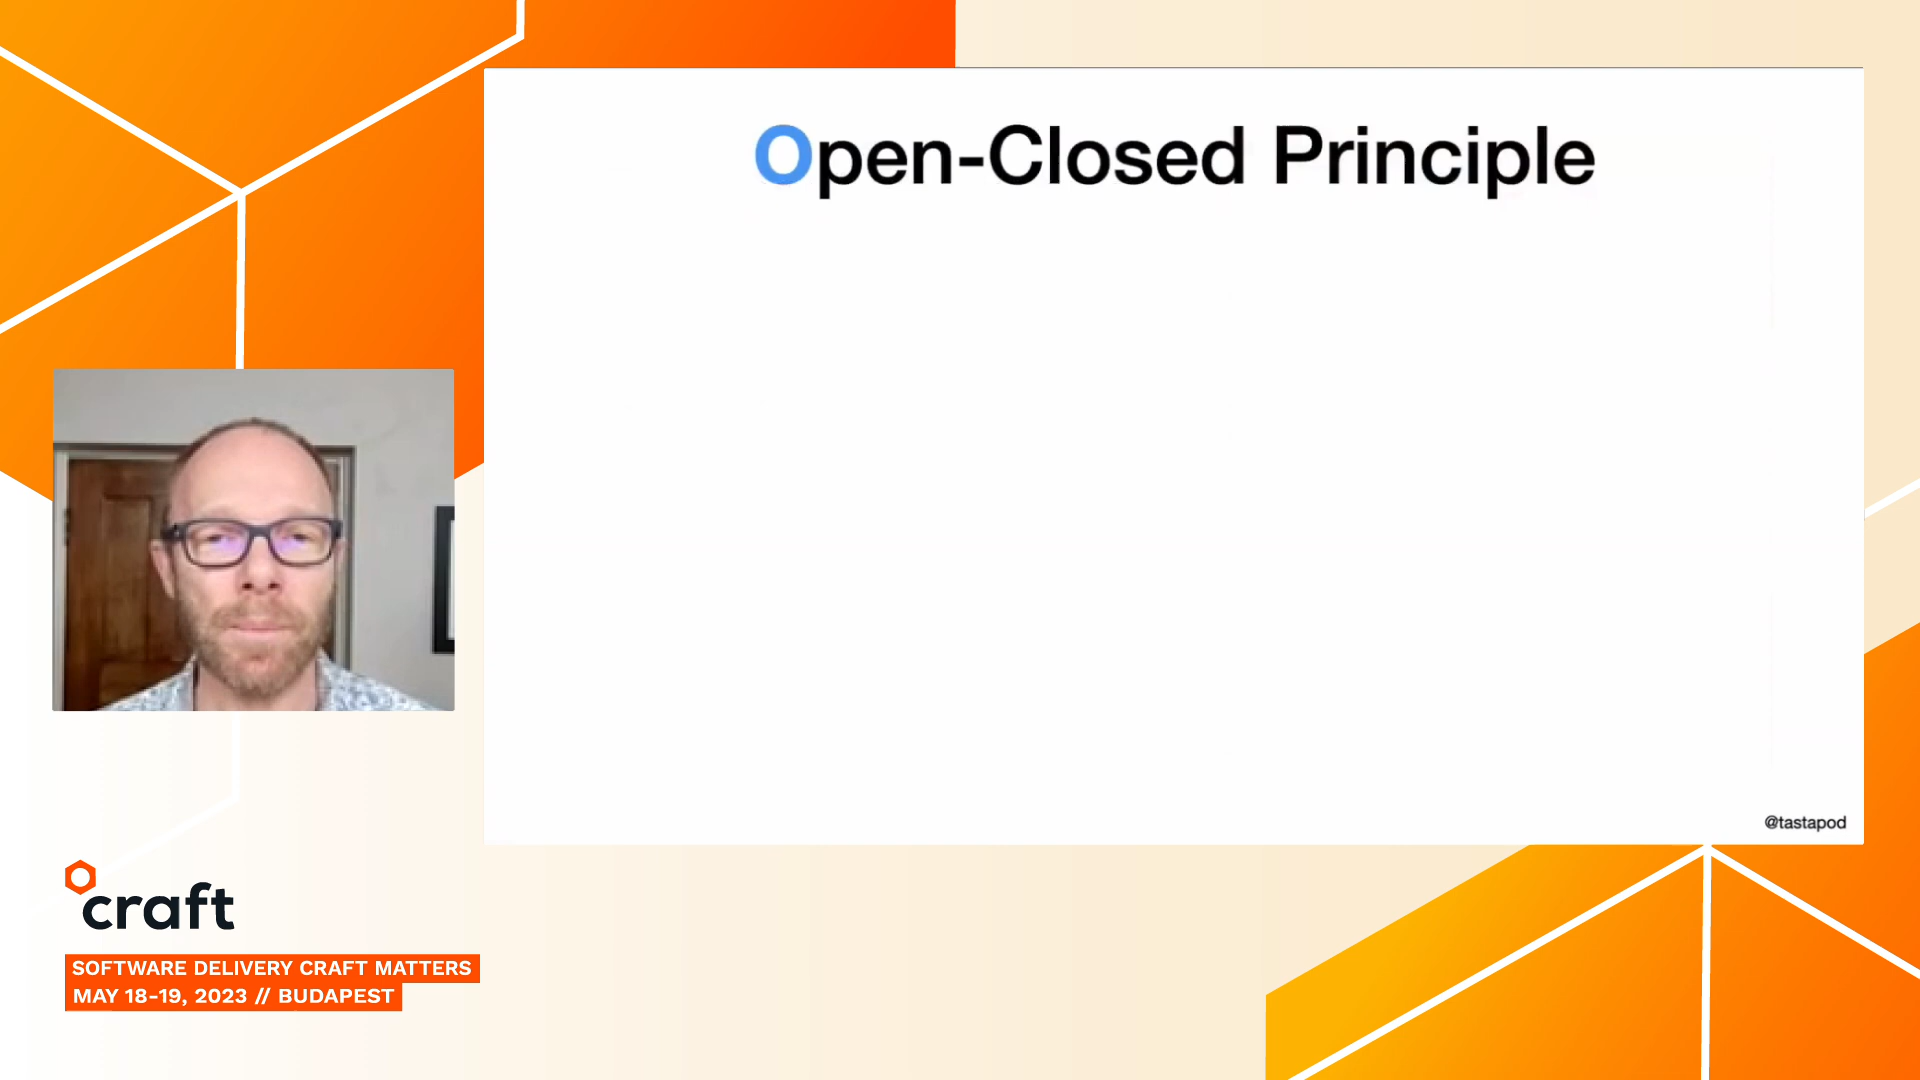 Open-Closed Principle
@tastapod
craft
SOFTWARE DELIVERY CRAFT MATTERS
MAY 18-19, 2023 // BUDAPEST